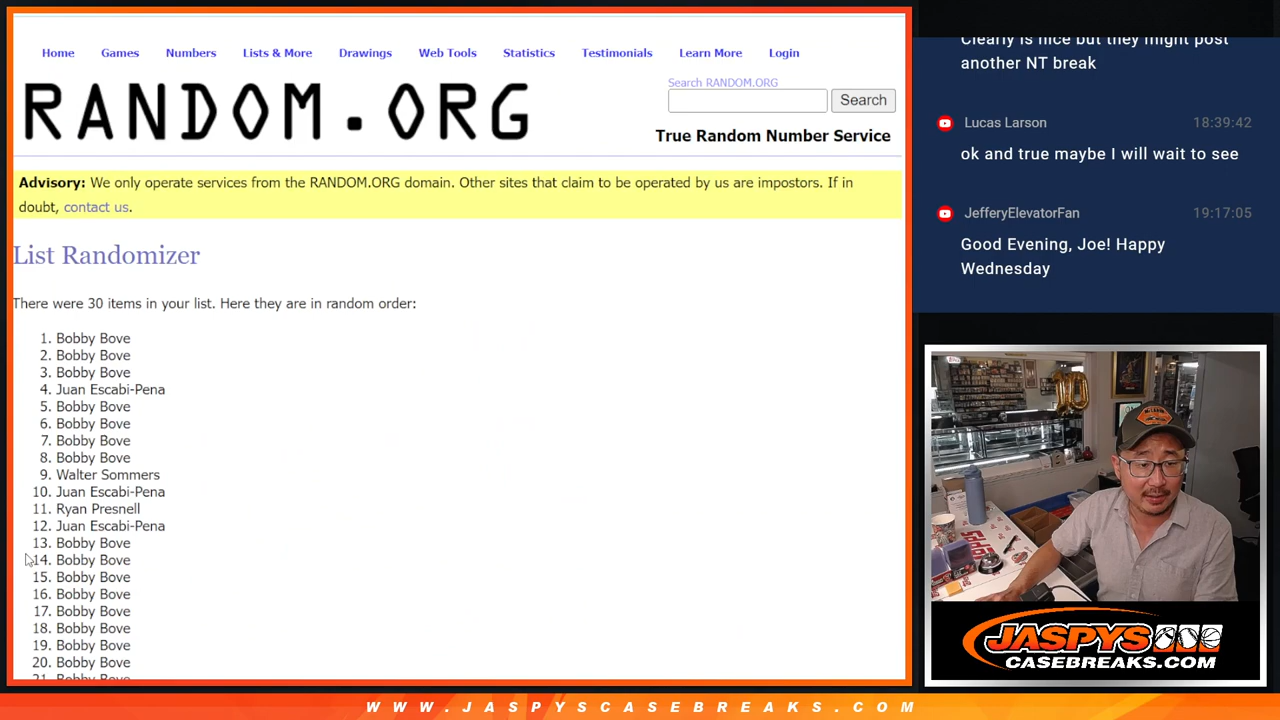 Home Games Numbers Lists & More Drawings Web Tools Statistics Testimonials Learn More Login
RANDOM.ORG
Search RANDOM.ORG
Search
True Random Number Service
Advisory: We only operate services from the RANDOM.ORG domain. Other sites that claim to be operated by us are impostors. If in
doubt, contact us.
List Randomizer
There were 30 items in your list. Here they are in random order:
1. Bobby Bove
2. Bobby Bove
3. Bobby Bove
4. Juan Escabi-Pena
5. Bobby Bove
6. Bobby Bove
7. Bobby Bove
8. Bobby Bove
9. Walter Sommers
10. Juan Escabi-Pena
11. Ryan Presnell
12. Juan Escabi-Pena
13. Bobby Bove
14. Bobby Bove
15. Bobby Bove
16. Bobby Bove
17. Bobby Bove
18. Bobby Bove
19. Bobby Bove
20. Bobby Bove
21. Bobby Bove
Clearly is nice but they might post
another NT break
Lucas Larson 18:39:42
ok and true maybe I will wait to see
JefferyElevatorFan 19:17:05
Good Evening, Joe! Happy
Wednesday
10
JASPYS
CASEBREAKS.COM
WWW.JASPYSCASEBREAKS.COM